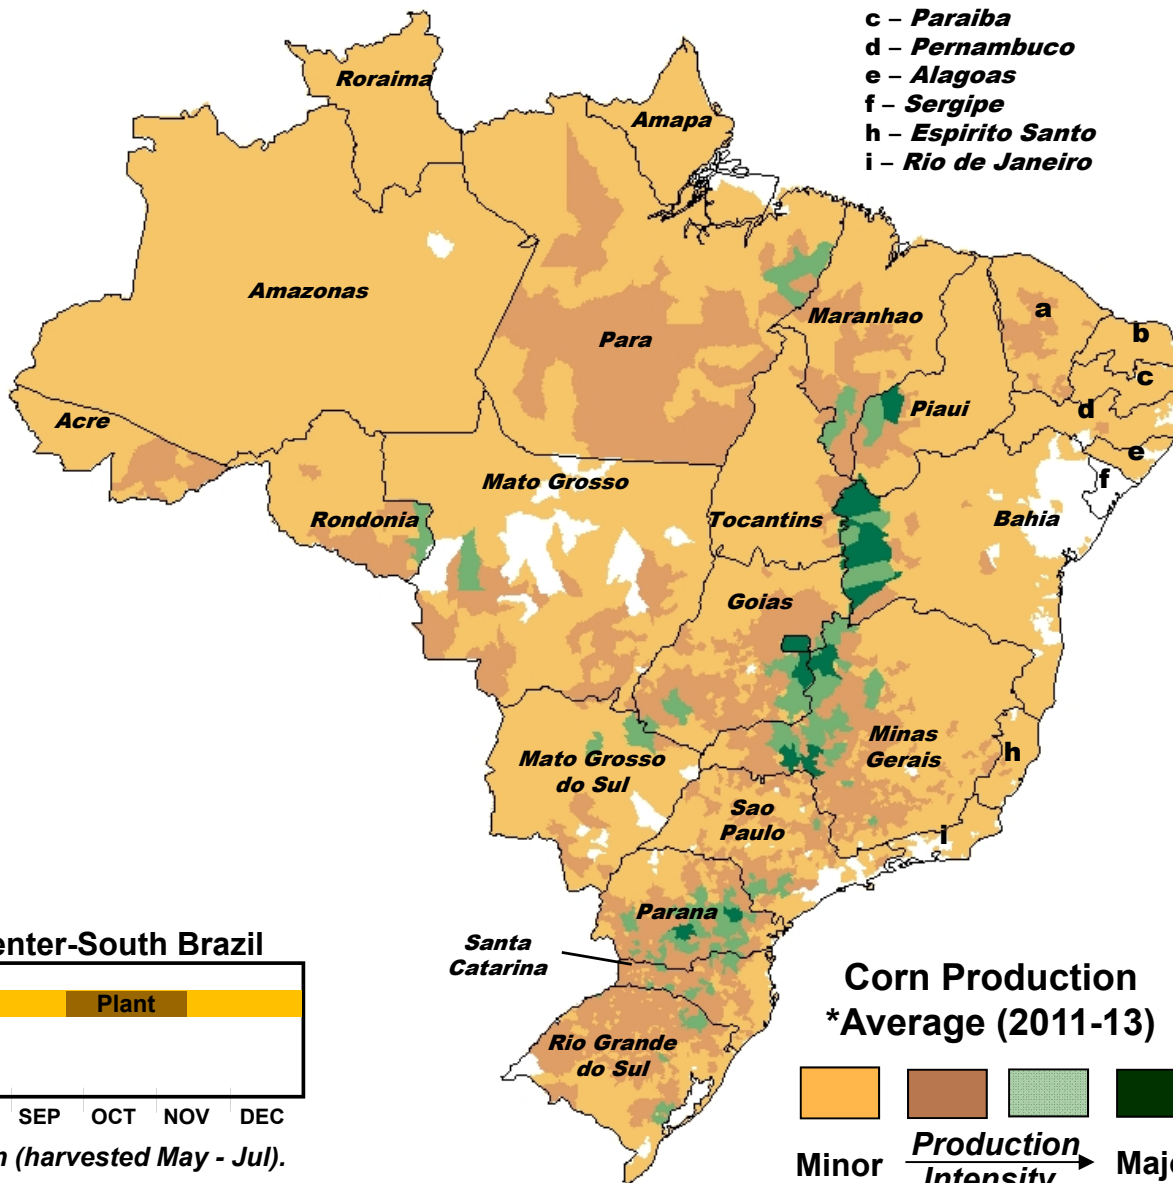 c – Paraiba
d – Pernambuco
e – Alagoas
f – Sergipe
h – Espirito Santo
i – Rio de Janeiro
Roraima
Amapa
Amazonas
Para
Maranhao
a
b
c
d
e
f
Piaui
Acre
Mato Grosso
Rondonia
Tocantins
Bahia
Goias
Minas
Gerais
h
Mato Grosso
do Sul
Sao
Paulo
i
Parana
Santa
Catarina
Rio Grande
do Sul
enter-South Brazil
Plant
SEP OCT NOV DEC
(harvested May - Jul).
Corn Production
*Average (2011-13)
Minor Production Maj
Intensity